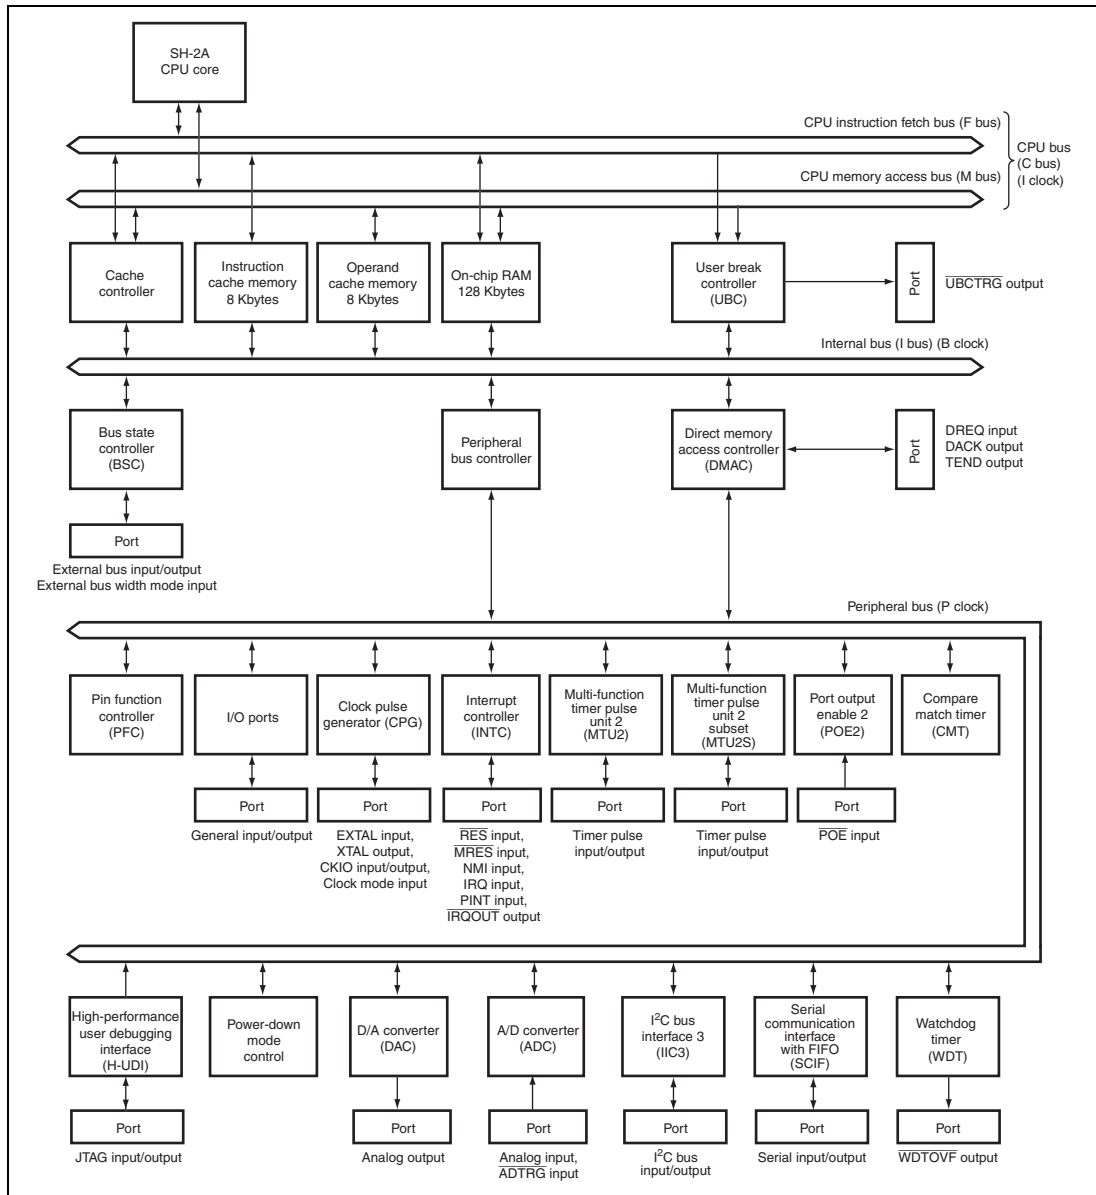 SH-2A
CPU core
CPU instruction fetch bus (F bus)
CPU bus
(C bus)
(I clock)
CPU memory access bus (M bus)
Cache
controller
Instruction
cache memory
8 Kbytes
Operand
cache memory
8 Kbytes
On-chip RAM
128 Kbytes
User break
controller
(UBC)
Port
UBCTRG output
Internal bus (I bus) (B clock)
Bus state
controller
(BSC)
Peripheral
bus controller
Direct memory
access controller
(DMAC)
Port
DREQ input
DACK output
TEND output
Port
External bus input/output
External bus width mode input
Peripheral bus (P clock)
Pin function
controller
(PFC)
I/O ports
Clock pulse
generator (CPG)
Interrupt
controller
(INTC)
Multi-function
timer pulse
unit 2
(MTU2)
Multi-function
timer pulse
unit 2
subset
(MTU2S)
Port output
enable 2
(POE2)
Compare
match timer
(CMT)
Port
General input/output
Port
EXTAL input,
XTAL output,
CKIO input/output,
Clock mode input
Port
RES input,
MRES input,
NMI input,
IRQ input,
PINT input,
IRQOUT output
Port
Timer pulse
input/output
Port
Timer pulse
input/output
Port
POE input
High-performance
user debugging
interface
(H-UDI)
Power-down
mode
control
D/A converter
(DAC)
A/D converter
(ADC)
I²C bus
interface 3
(IIC3)
Serial
communication
interface
with FIFO
(SCIF)
Watchdog
timer
(WDT)
Port
JTAG input/output
Port
Analog output
Port
Analog input,
ADTRG input
Port
I²C bus
input/output
Port
Serial input/output
Port
WDTOVF output